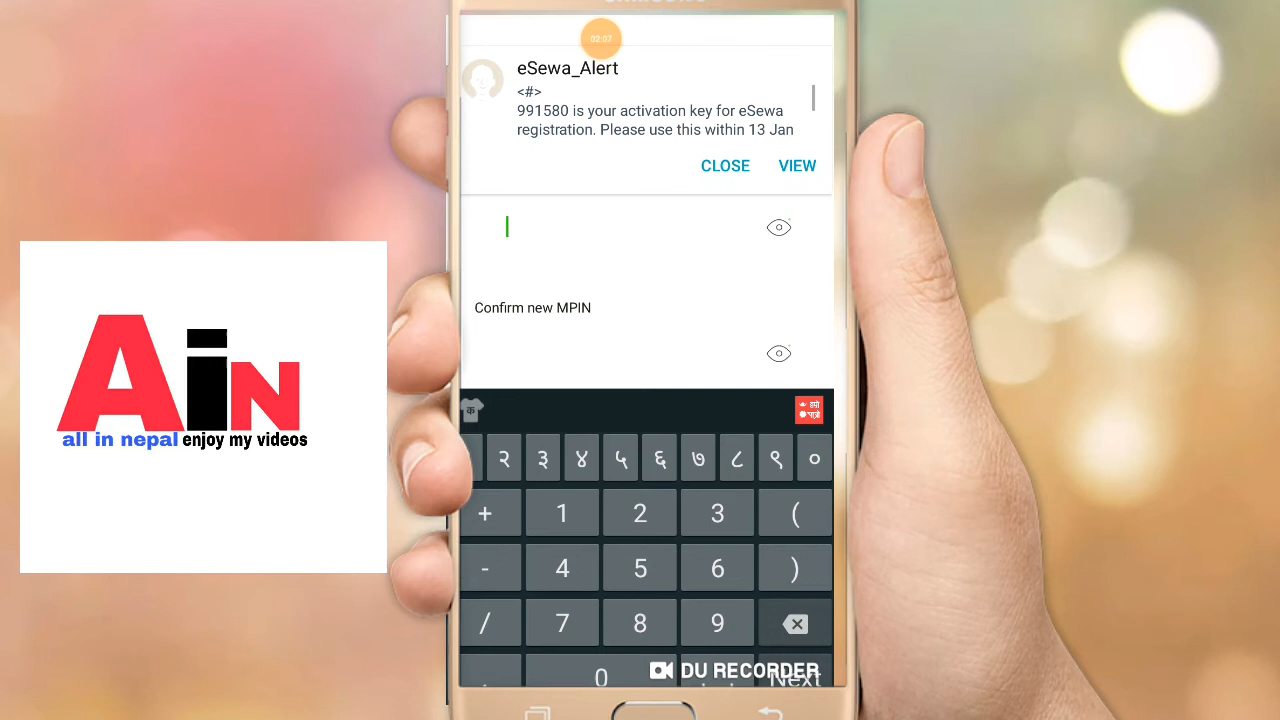 SAMSUNG
02:07
eSewa_Alert
<#>
991580 is your activation key for eSewa
registration. Please use this within 13 Jan
CLOSE VIEW
Confirm new MPIN
AiN
all in nepal enjoy my videos
क
२ ३ ४ ५ ६ ७ ८ ९ ०
+ 1 2 3 (
- 4 5 6 )
/ 7 8 9
. 0 Next
DU RECORDER